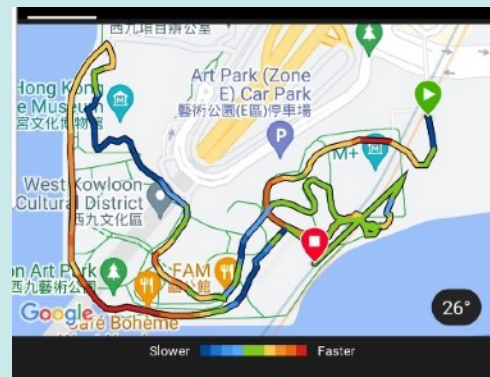 西九項目辦公室
Hong Kong
e Museum
宮文化博物館
Art Park (Zone
E) Car Park
藝術公園(E區)停車場
P
M+
West Kowloon
Cultural District
西九文化區
on Art Park
西九藝術公園
FAM
Café Bohème
Google
26°
Slower
Faster